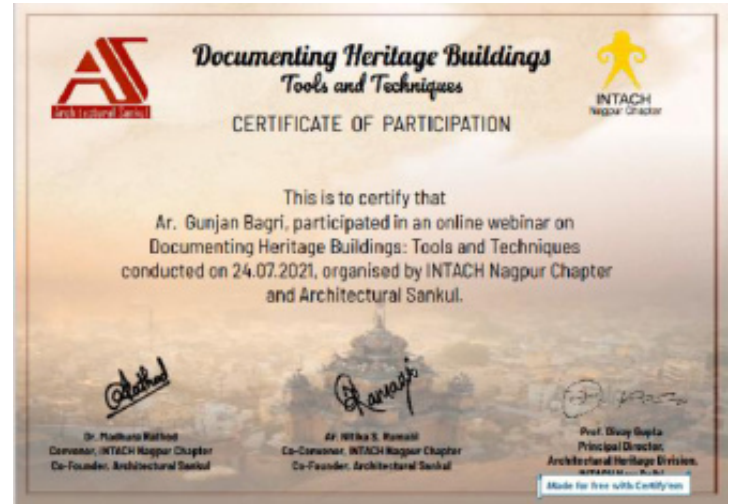 Documenting Heritage Buildings
Tools and Techniques
CERTIFICATE OF PARTICIPATION
AS
Architectural Sankul
INTACH
Nagpur Chapter
This is to certify that
Ar. Gunjan Bagri, participated in an online webinar on
Documenting Heritage Buildings: Tools and Techniques
conducted on 24.07.2021, organised by INTACH Nagpur Chapter
and Architectural Sankul.
Dr. Madhura Rathod
Convenor, INTACH Nagpur Chapter
Co-Founder, Architectural Sankul
Ar. Nitika S. Ramani
Co-Convenor, INTACH Nagpur Chapter
Co-Founder, Architectural Sankul
Prof. Divay Gupta
Principal Director,
Architectural Heritage Division,
Made for free with Certify'em